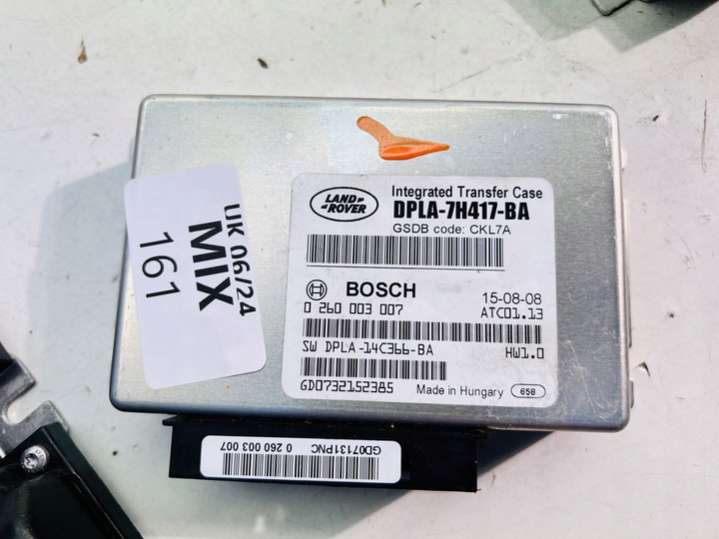 UK 06/24
MIX
161
LAND-
ROVER
Integrated Transfer Case
DPLA-7H417-BA
GSDB code: CKL7A
BOSCH
15-08-08
0 260 003 007
ATC01.13
SW DPLA-14C366-BA
HW1.0
GD0732152385
Made in Hungary
658
GD07131PNC
0 260 003 007